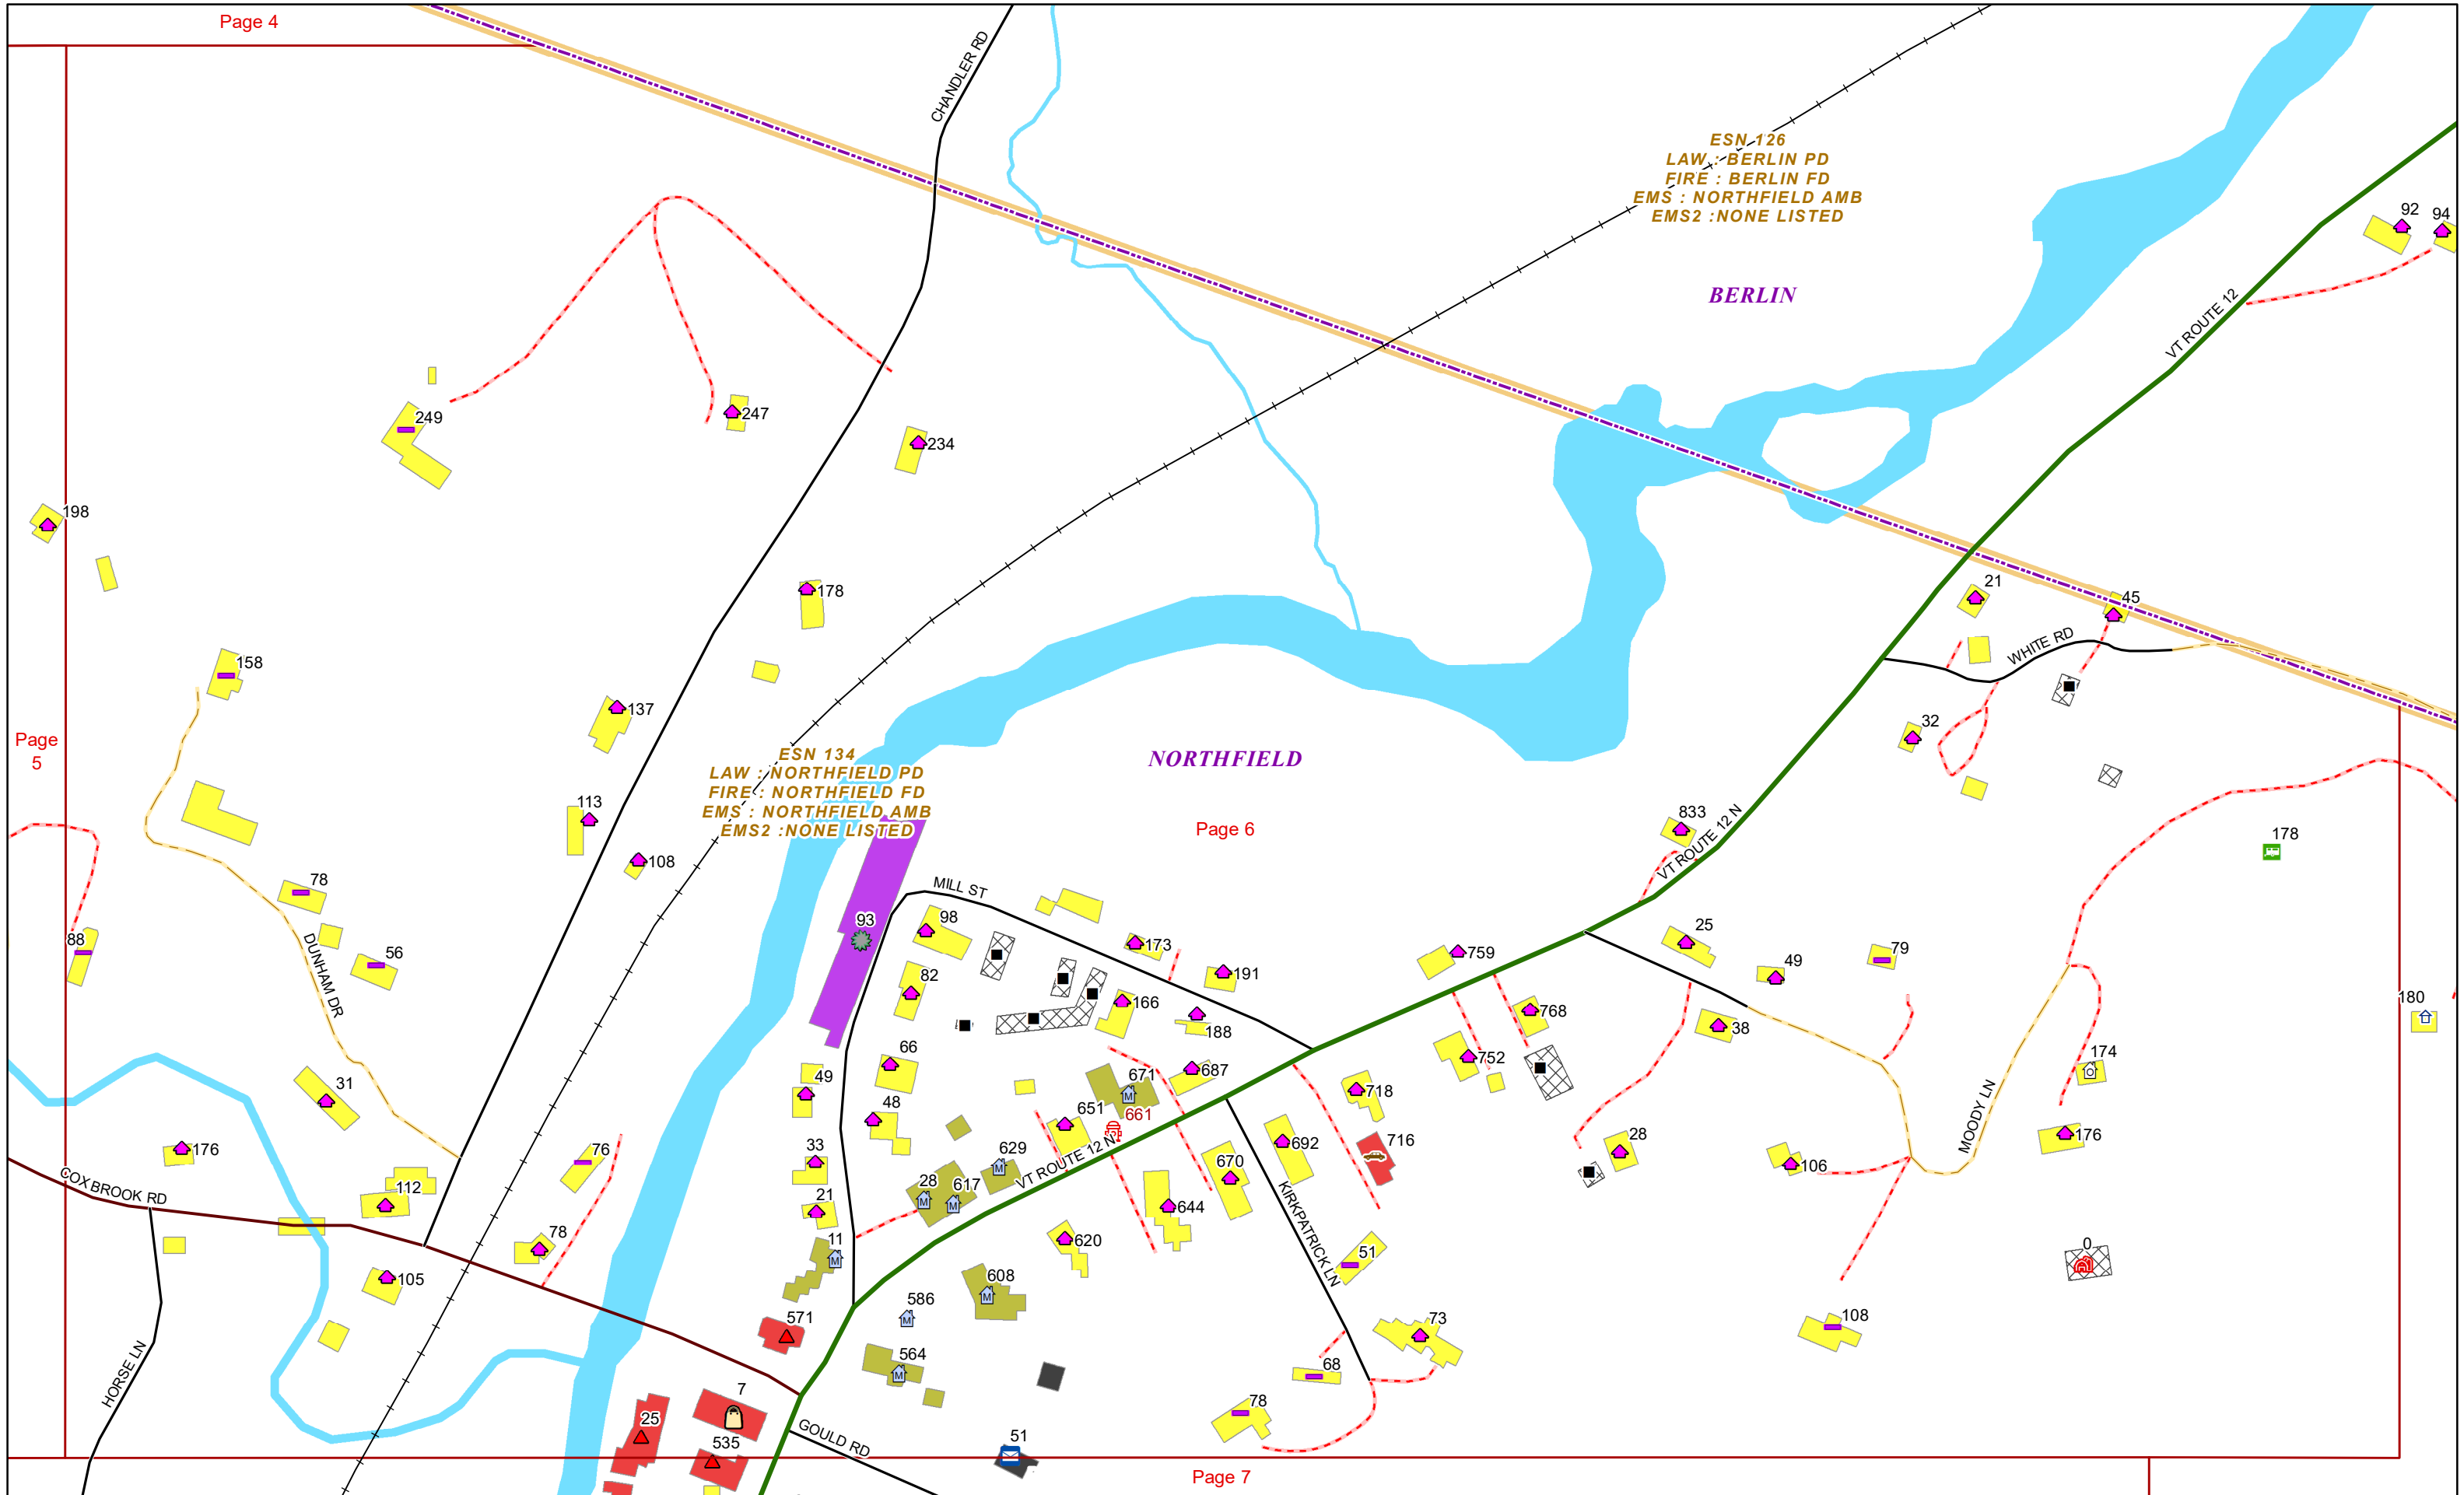 Page 4
CHANDLER RD
ESN 126
LAW : BERLIN PD
FIRE : BERLIN FD
EMS : NORTHFIELD AMB
EMS2 :NONE LISTED
92
94
BERLIN
VT ROUTE 12
249
247
234
198
178
21
45
WHITE RD
158
137
32
Page
5
ESN 134
LAW : NORTHFIELD PD
FIRE : NORTHFIELD FD
EMS : NORTHFIELD AMB
EMS2 :NONE LISTED
NORTHFIELD
Page 6
113
108
833
VT ROUTE 12 N
178
78
MILL ST
93
98
173
759
25
79
88
56
DUNHAM DR
82
191
49
166
188
768
38
180
66
671
687
752
174
31
49
718
MOODY LN
48
651
661
176
76
33
629
692
716
28
176
106
COX BROOK RD
112
28
617
VT ROUTE 12 N
670
21
644
KIRKPATRICK LN
78
11
620
51
0
105
608
586
571
73
108
HORSE LN
564
68
7
78
25
535
GOULD RD
51
Page 7